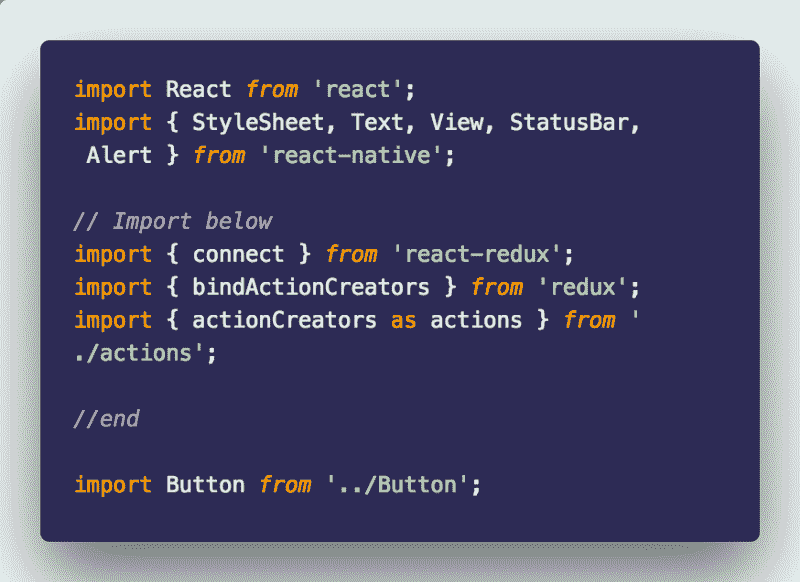 import React from 'react';
import { StyleSheet, Text, View, StatusBar,
Alert } from 'react-native';
// Import below
import { connect } from 'react-redux';
import { bindActionCreators } from 'redux';
import { actionCreators as actions } from '
./actions';
//end
import Button from '../Button';